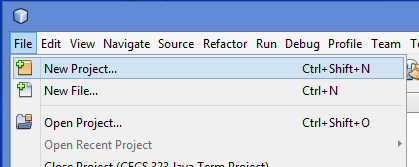 File Edit View Navigate Source Refactor Run Debug Profile Team
New Project... Ctrl+Shift+N
New File... Ctrl+N
Open Project... Ctrl+Shift+O
Open Recent Project
Close Project (CECS 323 Java Term Project)